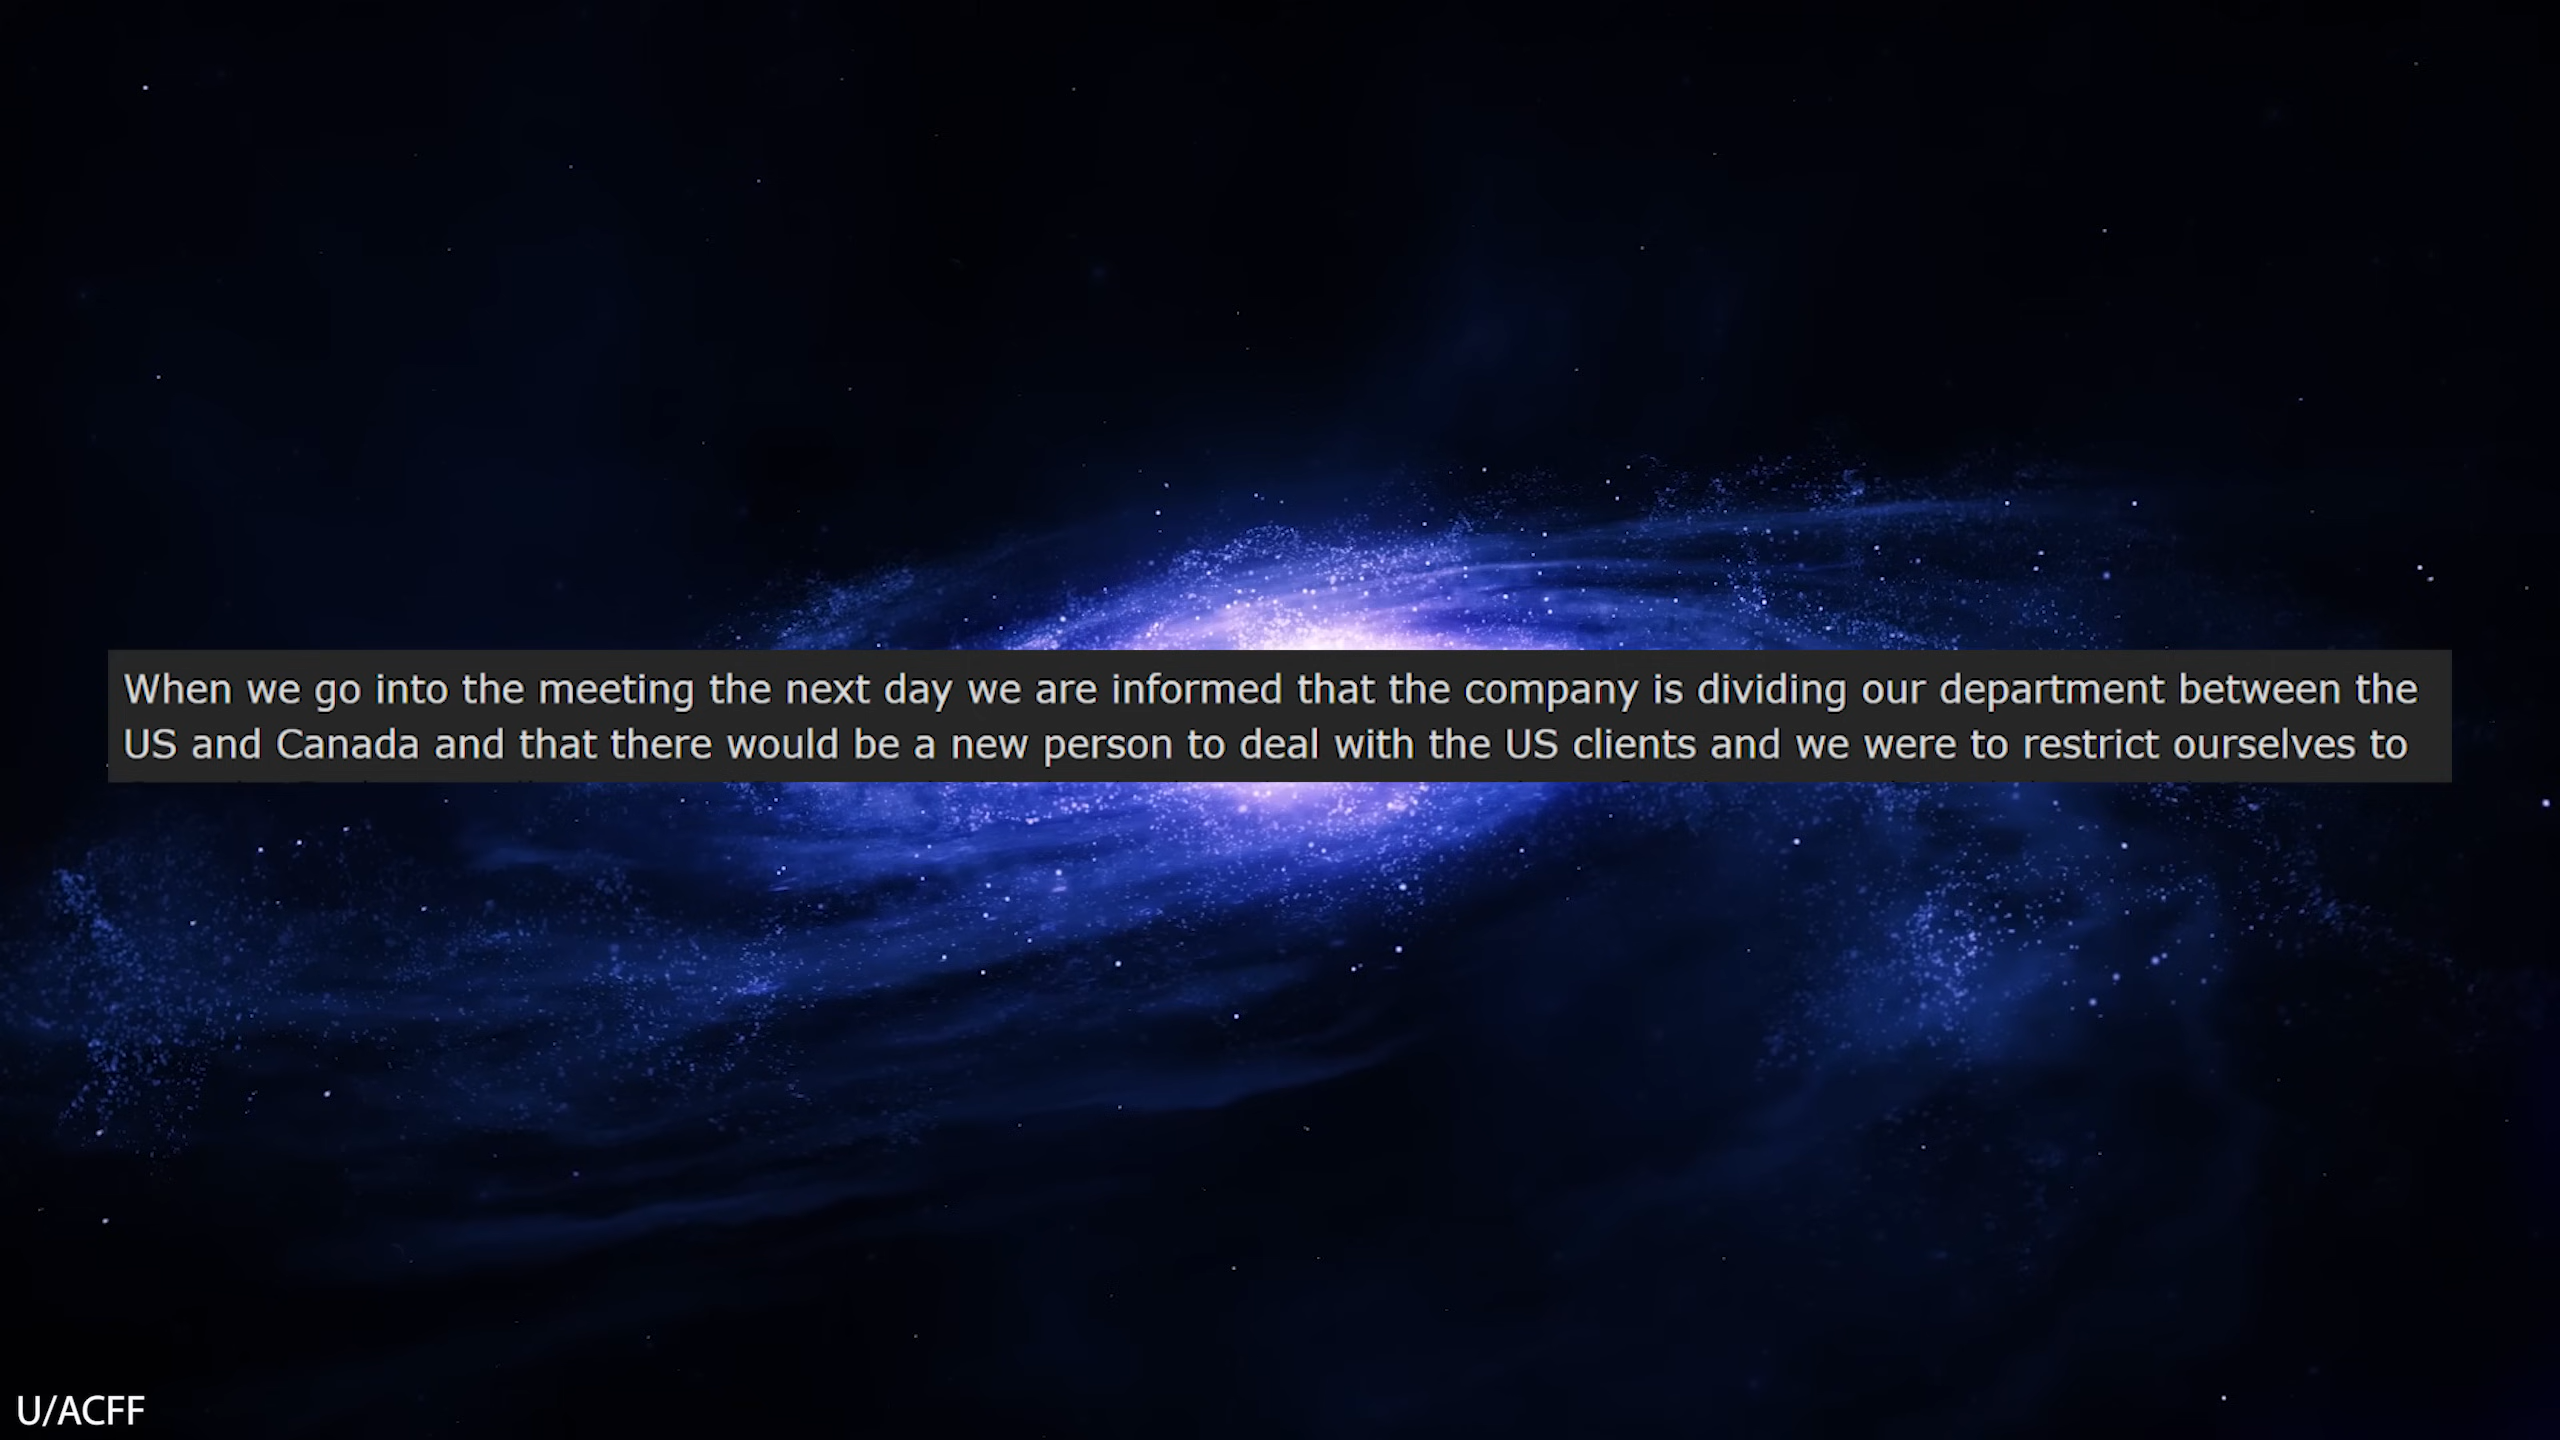 When we go into the meeting the next day we are informed that the company is dividing our department between the
US and Canada and that there would be a new person to deal with the US clients and we were to restrict ourselves to
U/ACFF